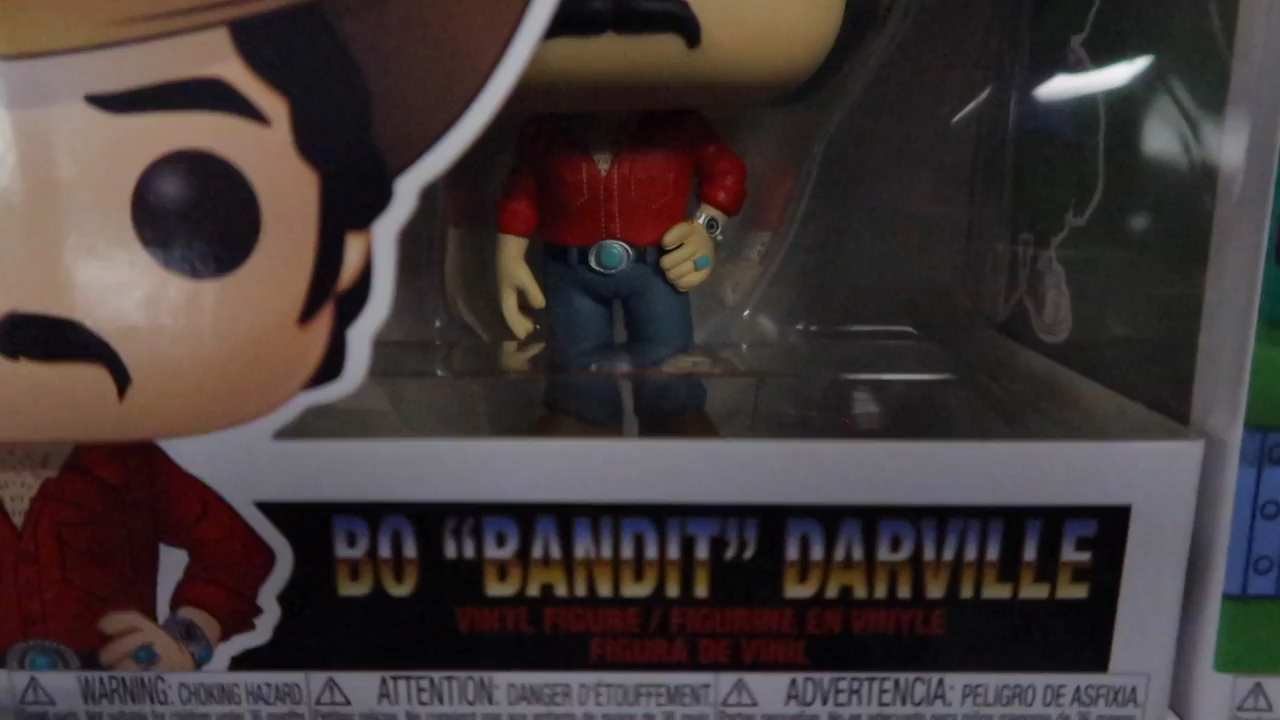 BO “BANDIT” DARVILLE
VINYL FIGURE / FIGURINE EN VINYLE
FIGURA DE VINIL
WARNING: CHOKING HAZARD. ATTENTION: DANGER D'ÉTOUFFEMENT. ADVERTENCIA: PELIGRO DE ASFIXIA.